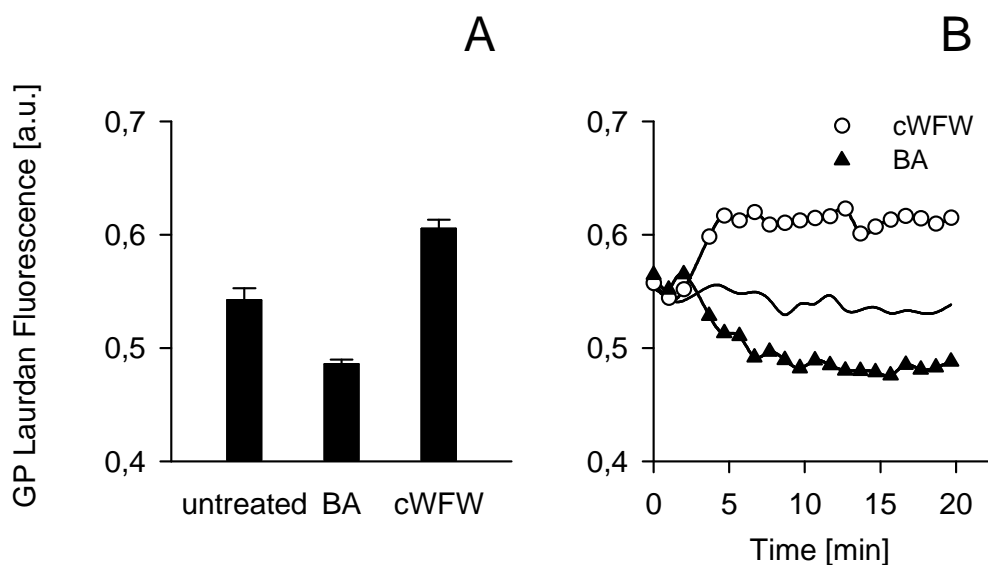 A
B
GP Laurdan Fluorescence [a.u.]
0,7
0,6
0,5
0,4
untreated BA cWFW
0,7
0,6
0,5
0,4
cWFW
BA
0 5 10 15 20
Time [min]